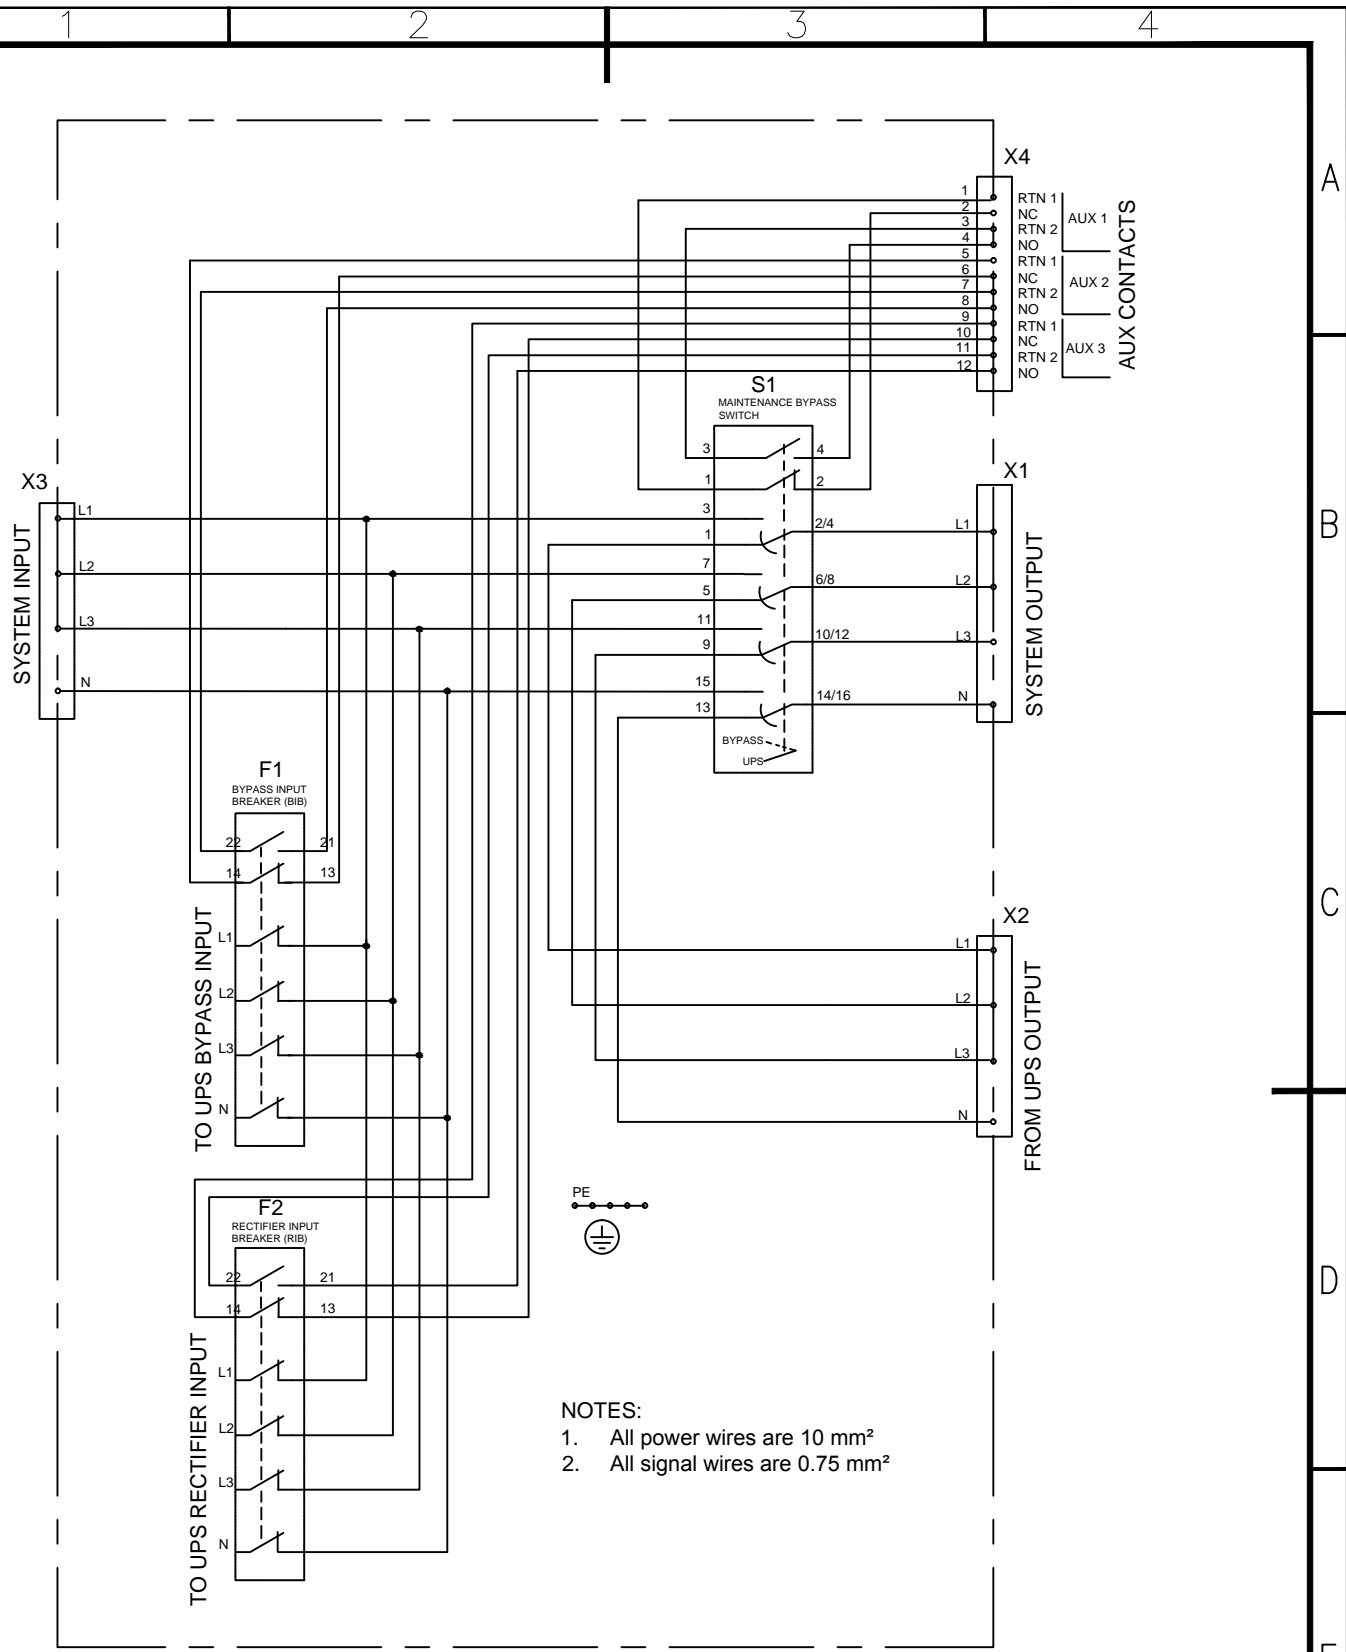 1 2 3 4
A
B
C
D
X4
1 RTN 1
2 NC
3 RTN 2
4 NO
5 RTN 1
6 NC
7 RTN 2
8 NO
9 RTN 1
10 NC
11 RTN 2
12 NO
AUX 1
AUX 2
AUX 3
AUX CONTACTS
S1
MAINTENANCE BYPASS
SWITCH
3 4
1 2
3
1 2/4
7
5 6/8
11
9 10/12
15
13 14/16
BYPASS
UPS
X3
L1
L2
L3
N
SYSTEM INPUT
X1
L1
L2
L3
N
SYSTEM OUTPUT
F1
BYPASS INPUT
BREAKER (BIB)
22 21
14 13
L1
L2
L3
N
TO UPS BYPASS INPUT
X2
L1
L2
L3
N
FROM UPS OUTPUT
PE
F2
RECTIFIER INPUT
BREAKER (RIB)
22 21
14 13
L1
L2
L3
N
TO UPS RECTIFIER INPUT
NOTES:
1. All power wires are 10 mm²
2. All signal wires are 0.75 mm²